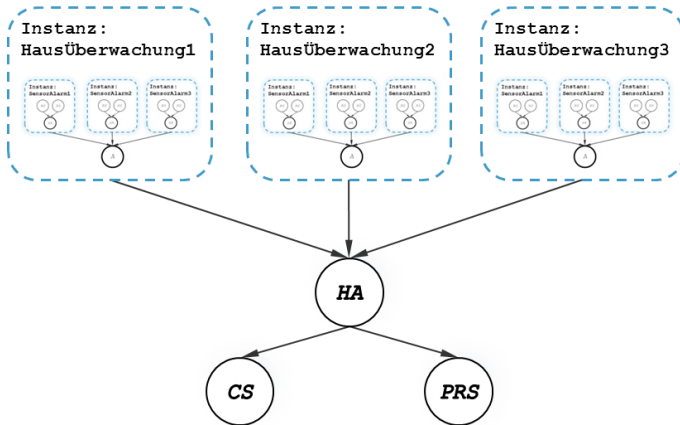 Instanz:
HausÜberwachung1
Instanz:
HausÜberwachung2
Instanz:
HausÜberwachung3
Instanz:
SensorAlarm1
Instanz:
SensorAlarm2
Instanz:
SensorAlarm3
A
Instanz:
SensorAlarm1
Instanz:
SensorAlarm2
Instanz:
SensorAlarm3
A
Instanz:
SensorAlarm1
Instanz:
SensorAlarm2
Instanz:
SensorAlarm3
A
HA
CS
PRS